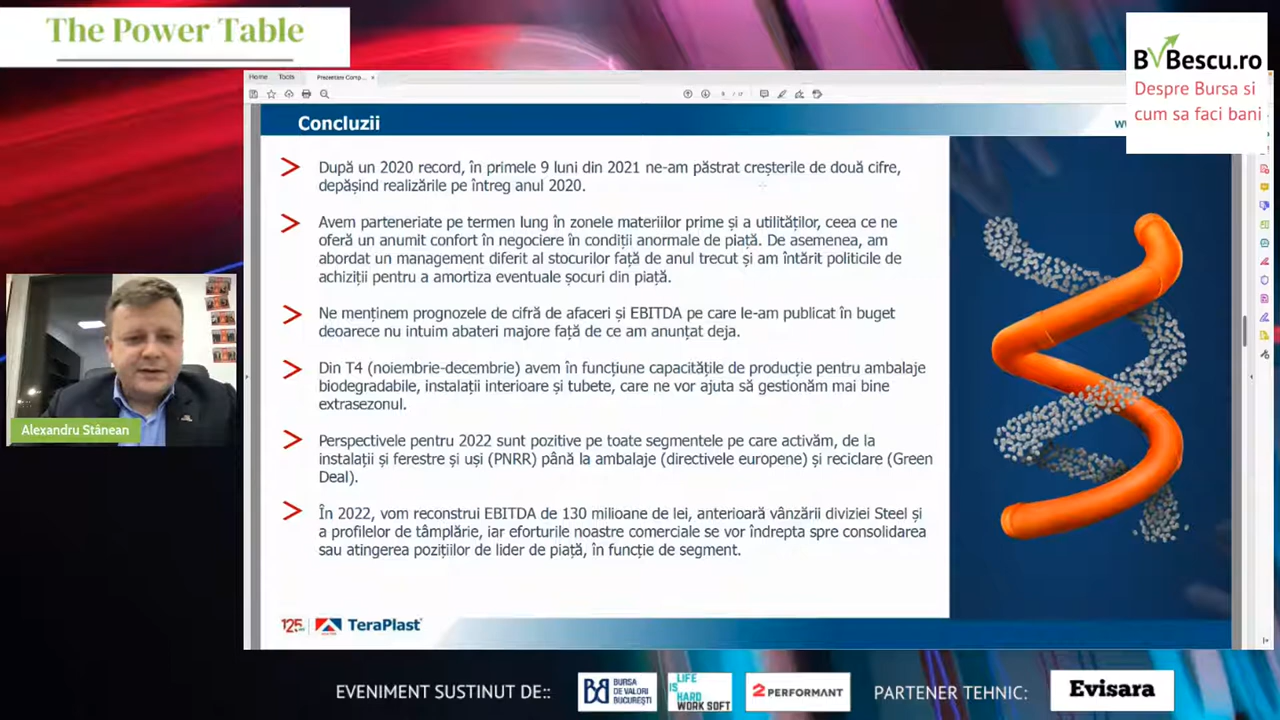 The Power Table
BVBescu.ro
Despre Bursa si
cum sa faci bani
Home Tools Prezentare Comp...
Concluzii
După un 2020 record, în primele 9 luni din 2021 ne-am păstrat creșterile de două cifre,
depășind realizările pe întreg anul 2020.
Avem parteneriate pe termen lung în zonele materiilor prime și a utilităților, ceea ce ne
oferă un anumit confort în negociere în condiții anormale de piață. De asemenea, am
abordat un management diferit al stocurilor față de anul trecut și am întărit politicile de
achiziții pentru a amortiza eventuale șocuri din piață.
Ne menținem prognozele de cifră de afaceri și EBITDA pe care le-am publicat în buget
deoarece nu intuim abateri majore față de ce am anunțat deja.
Din T4 (noiembrie-decembrie) avem în funcțiune capacitățile de producție pentru ambalaje
biodegradabile, instalații interioare și tubete, care ne vor ajuta să gestionăm mai bine
extrasezonul.
Perspectivele pentru 2022 sunt pozitive pe toate segmentele pe care activăm, de la
instalații și ferestre și uși (PNRR) până la ambalaje (directivele europene) și reciclare (Green
Deal).
În 2022, vom reconstrui EBITDA de 130 milioane de lei, anterioară vânzării diviziei Steel și
a profilelor de tâmplărie, iar eforturile noastre comerciale se vor îndrepta spre consolidarea
sau atingerea pozițiilor de lider de piață, în funcție de segment.
Alexandru Stânean
125 TeraPlast
EVENIMENT SUSTINUT DE::
BURSA
DE VALORI
BUCUREȘTI
LIFE
IS
HARD
WORK SOFT
2PERFORMANT
PARTENER TEHNIC:
Evisara